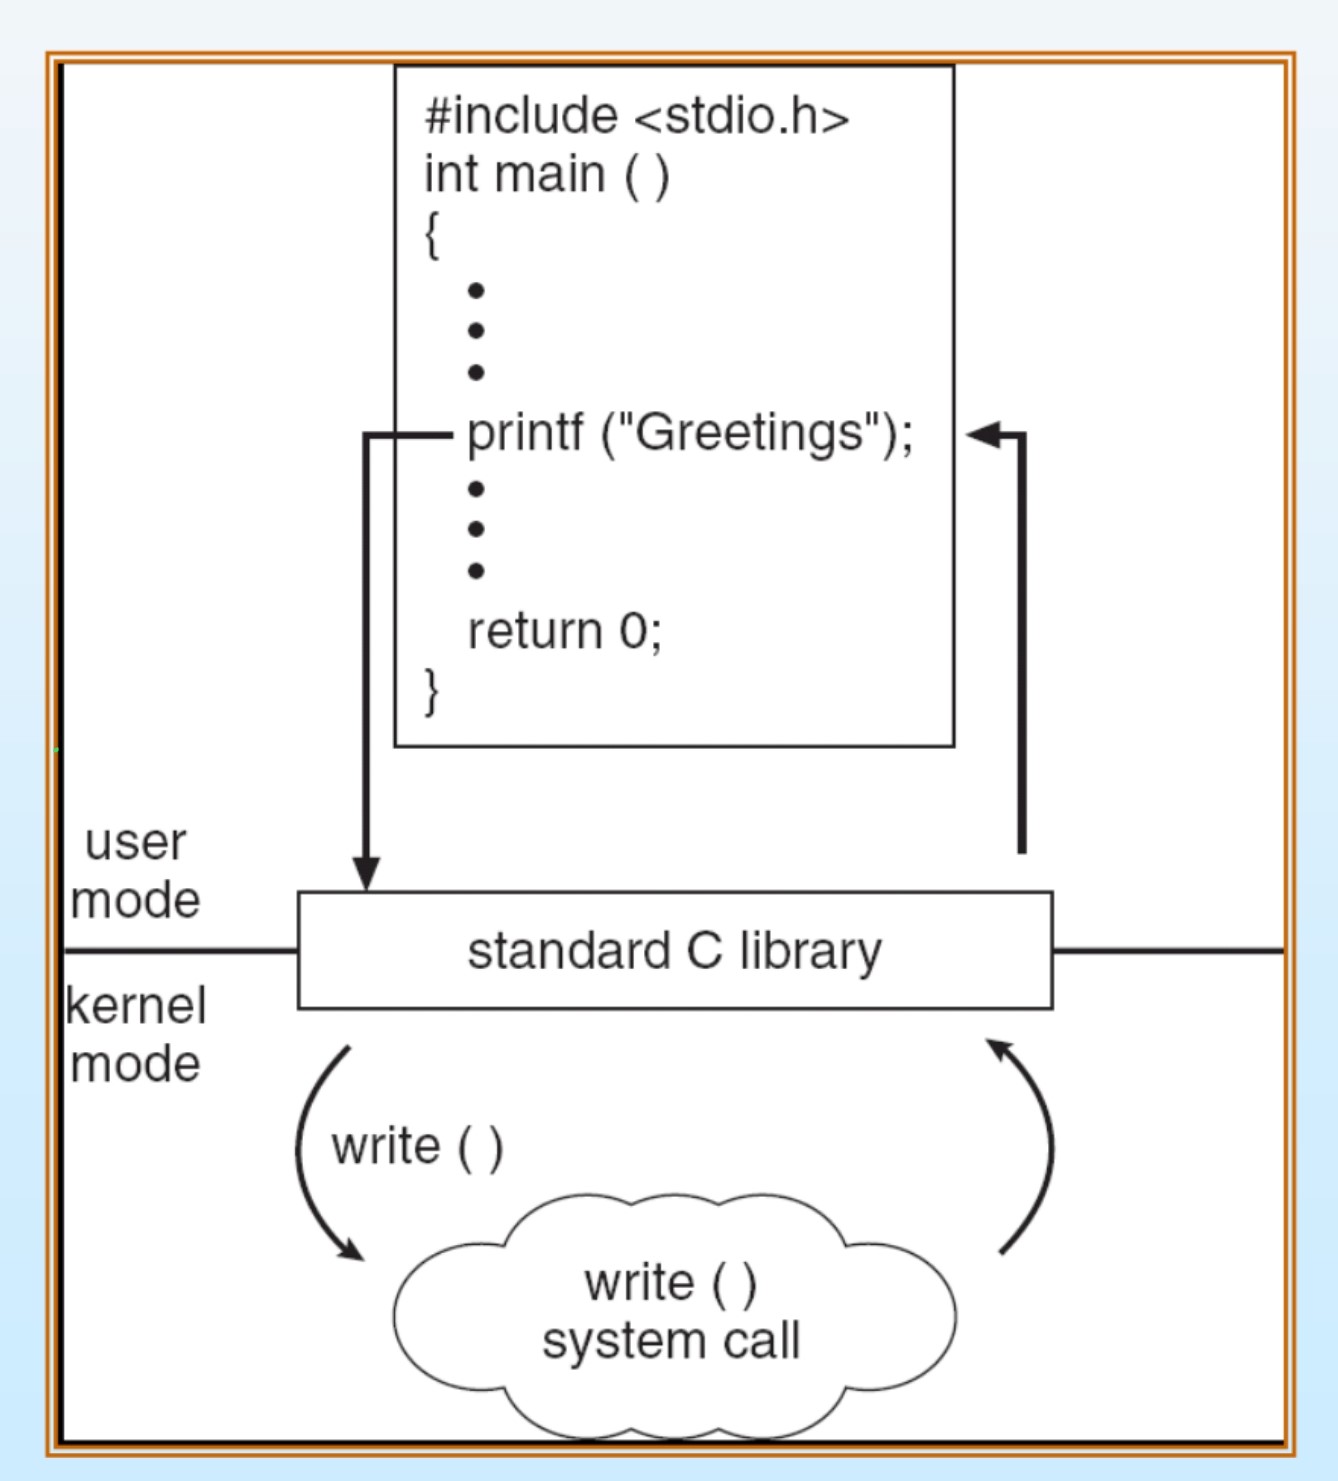 #include <stdio.h>
int main ( )
{
•
•
•
printf ("Greetings");
•
•
•
return 0;
}
user
mode
standard C library
kernel
mode
write ( )
write ( )
system call